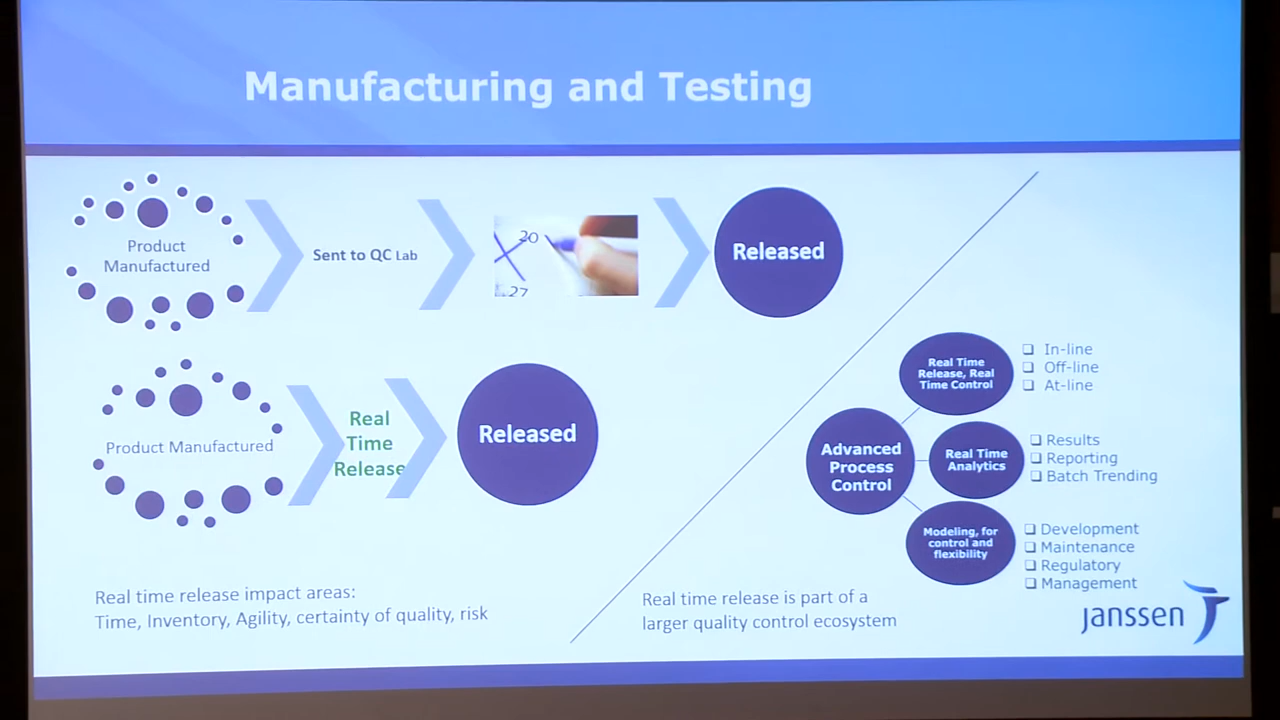 Manufacturing and Testing
Product
Manufactured
Sent to QC Lab
20
27
Released
Product Manufactured
Real
Time
Release
Released
Real time release impact areas:
Time, Inventory, Agility, certainty of quality, risk
Advanced
Process
Control
Real Time
Release, Real
Time Control
❑ In-line
❑ Off-line
❑ At-line
Real Time
Analytics
❑ Results
❑ Reporting
❑ Batch Trending
Modeling, for
control and
flexibility
❑ Development
❑ Maintenance
❑ Regulatory
❑ Management
Real time release is part of a
larger quality control ecosystem
janssen